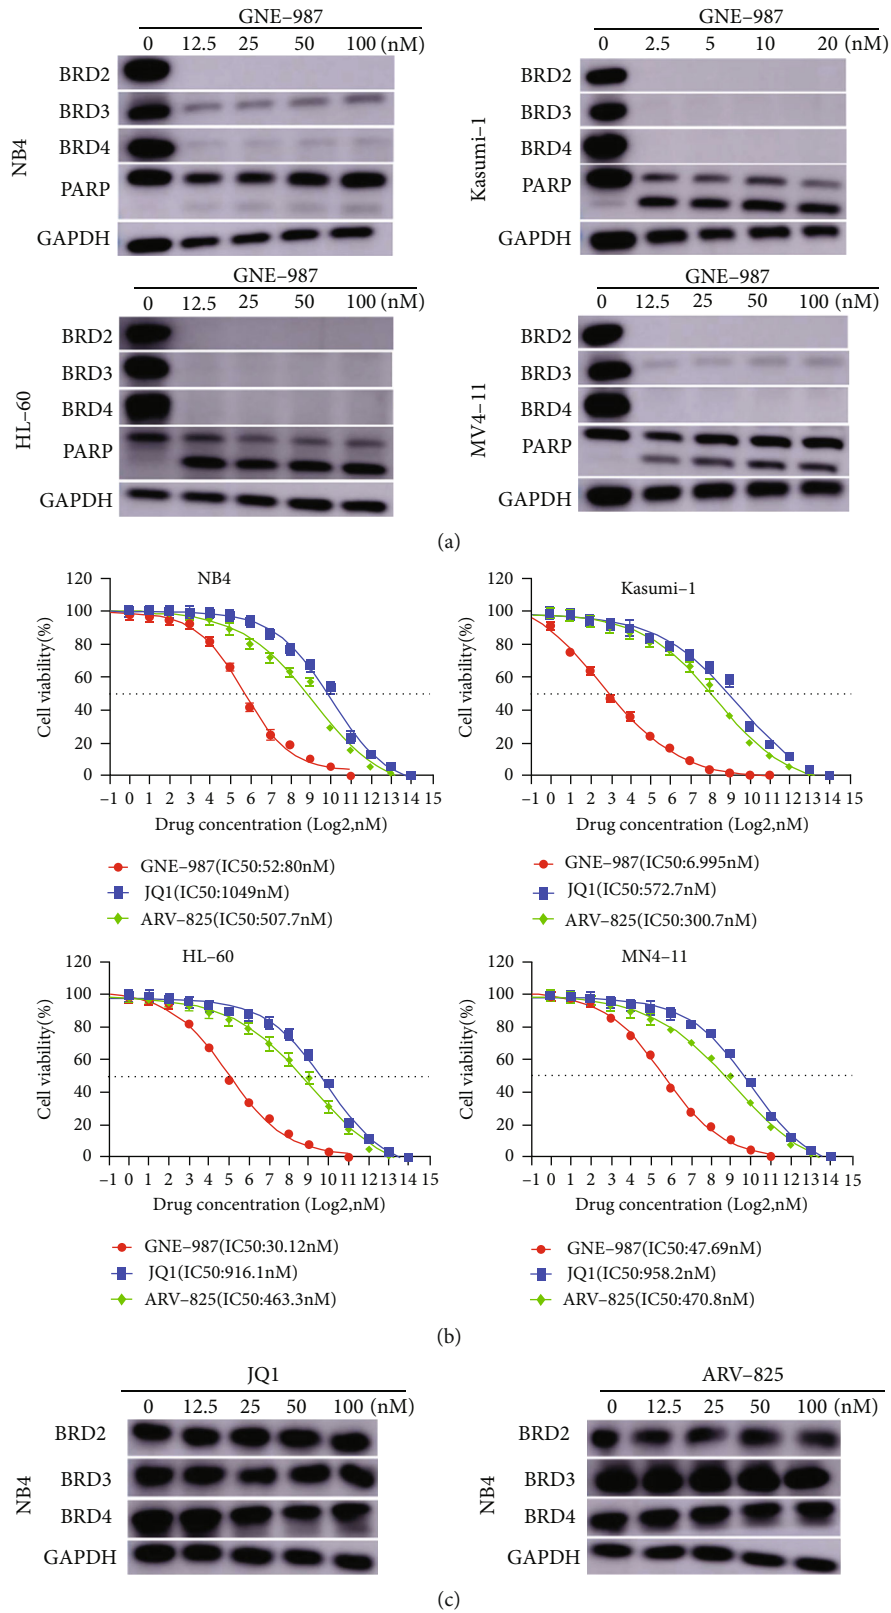 GNE–987
0 12.5 25 50 100 (nM)
BRD2
BRD3
BRD4
PARP
GAPDH
NB4
GNE–987
0 2.5 5 10 20 (nM)
BRD2
BRD3
BRD4
PARP
GAPDH
Kasumi–1
GNE–987
0 12.5 25 50 100 (nM)
BRD2
BRD3
BRD4
PARP
GAPDH
HL–60
GNE–987
0 12.5 25 50 100 (nM)
BRD2
BRD3
BRD4
PARP
GAPDH
MV4–11
(a)
NB4
Cell viability(%)
120
100
80
60
40
20
0
–1 0 1 2 3 4 5 6 7 8 9 10 11 12 13 14 15
Drug concentration (Log2,nM)
GNE–987(IC50:52:80nM)
JQ1(IC50:1049nM)
ARV–825(IC50:507.7nM)
Kasumi–1
Cell viability(%)
120
100
80
60
40
20
0
–1 0 1 2 3 4 5 6 7 8 9 10 11 12 13 14 15
Drug concentration (Log2,nM)
GNE–987(IC50:6.995nM)
JQ1(IC50:572.7nM)
ARV–825(IC50:300.7nM)
HL–60
Cell viability(%)
120
100
80
60
40
20
0
–1 0 1 2 3 4 5 6 7 8 9 10 11 12 13 14 15
Drug concentration (Log2,nM)
GNE–987(IC50:30.12nM)
JQ1(IC50:916.1nM)
ARV–825(IC50:463.3nM)
MN4–11
Cell viability(%)
120
100
80
60
40
20
0
–1 0 1 2 3 4 5 6 7 8 9 10 11 12 13 14 15
Drug concentration (Log2,nM)
GNE–987(IC50:47.69nM)
JQ1(IC50:958.2nM)
ARV–825(IC50:470.8nM)
(b)
JQ1
0 12.5 25 50 100 (nM)
BRD2
BRD3
BRD4
GAPDH
NB4
ARV–825
0 12.5 25 50 100 (nM)
BRD2
BRD3
BRD4
GAPDH
NB4
(c)